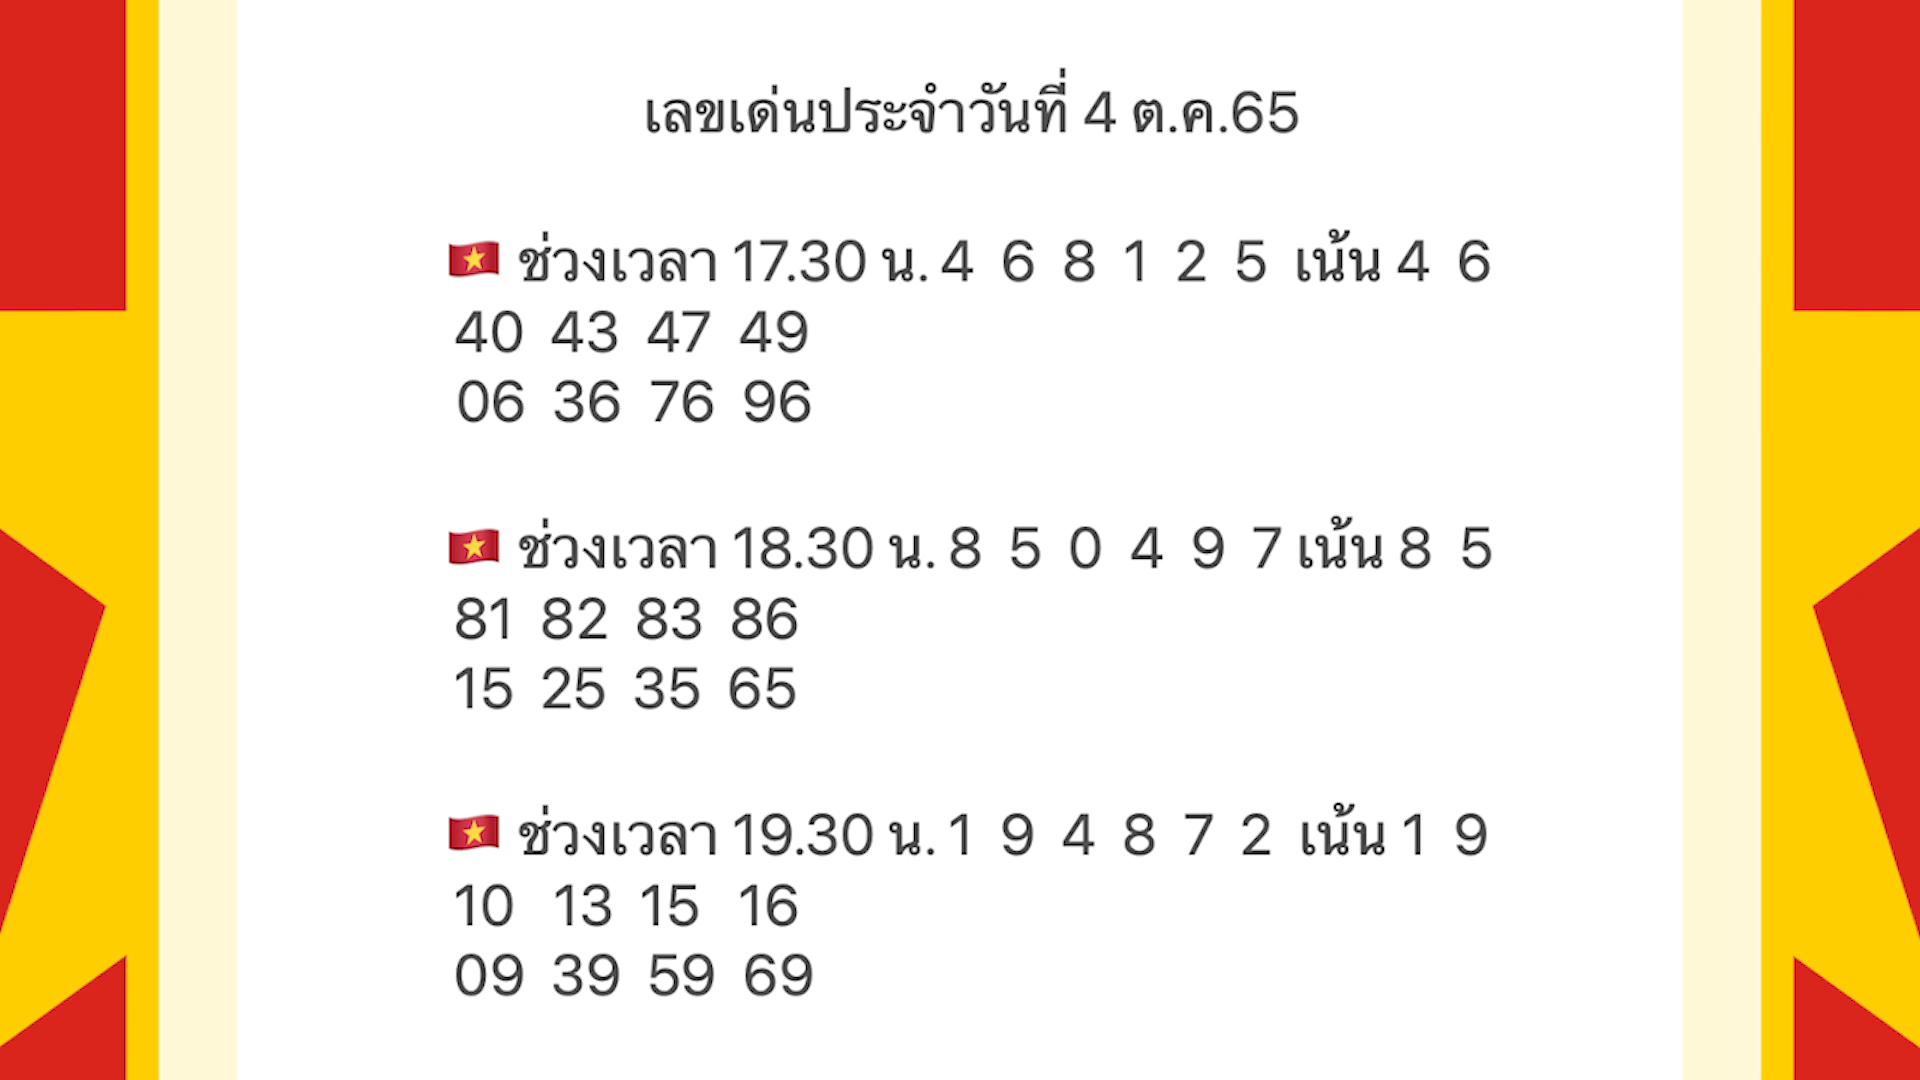 เลขเด่นประจำวันที่ 4 ต.ค.65
🇻🇳 ช่วงเวลา 17.30 น. 4 6 8 1 2 5 เน้น 4 6
40 43 47 49
06 36 76 96
🇻🇳 ช่วงเวลา 18.30 น. 8 5 0 4 9 7 เน้น 8 5
81 82 83 86
15 25 35 65
🇻🇳 ช่วงเวลา 19.30 น. 1 9 4 8 7 2 เน้น 1 9
10 13 15 16
09 39 59 69